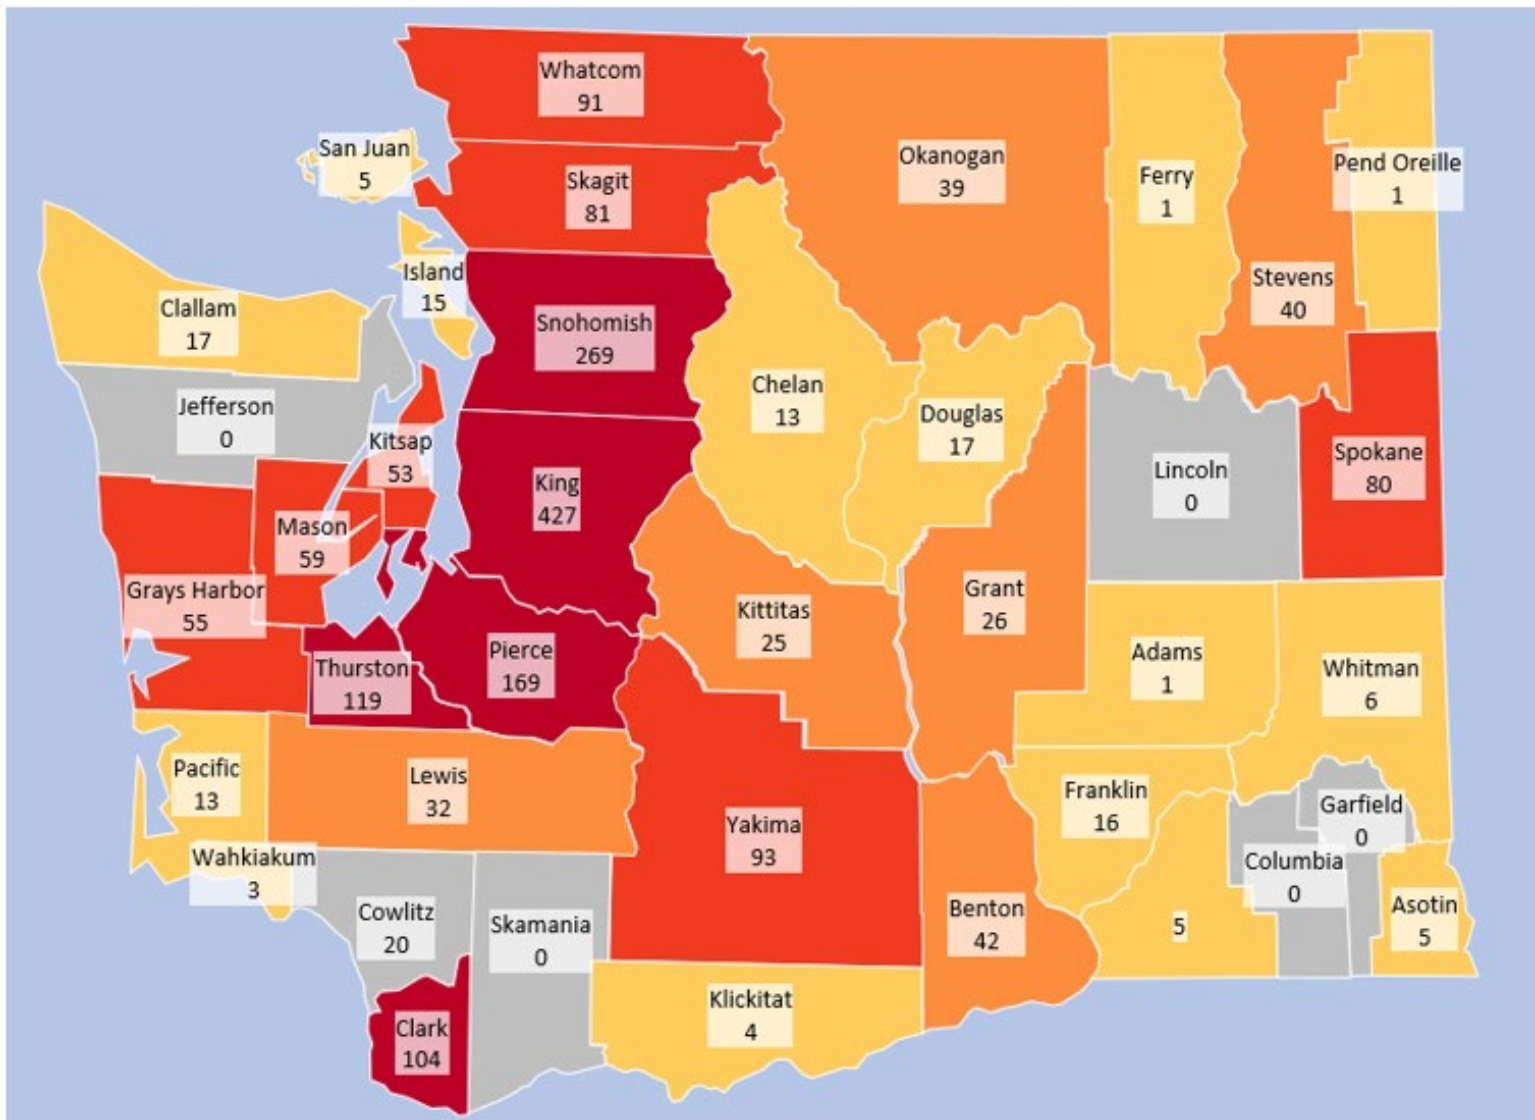 Whatcom
91
San Juan
5
Skagit
81
Okanogan
39
Ferry
1
Pend Oreille
1
Stevens
40
Island
15
Clallam
17
Snohomish
269
Jefferson
0
Kitsap
53
Chelan
13
Douglas
17
Lincoln
0
Spokane
80
King
427
Mason
59
Grays Harbor
55
Kittitas
25
Grant
26
Adams
1
Whitman
6
Thurston
119
Pierce
169
Pacific
13
Lewis
32
Yakima
93
Franklin
16
Garfield
0
Columbia
0
Wahkiakum
3
Cowlitz
20
Skamania
0
Benton
42
5
Asotin
5
Klickitat
4
Clark
104